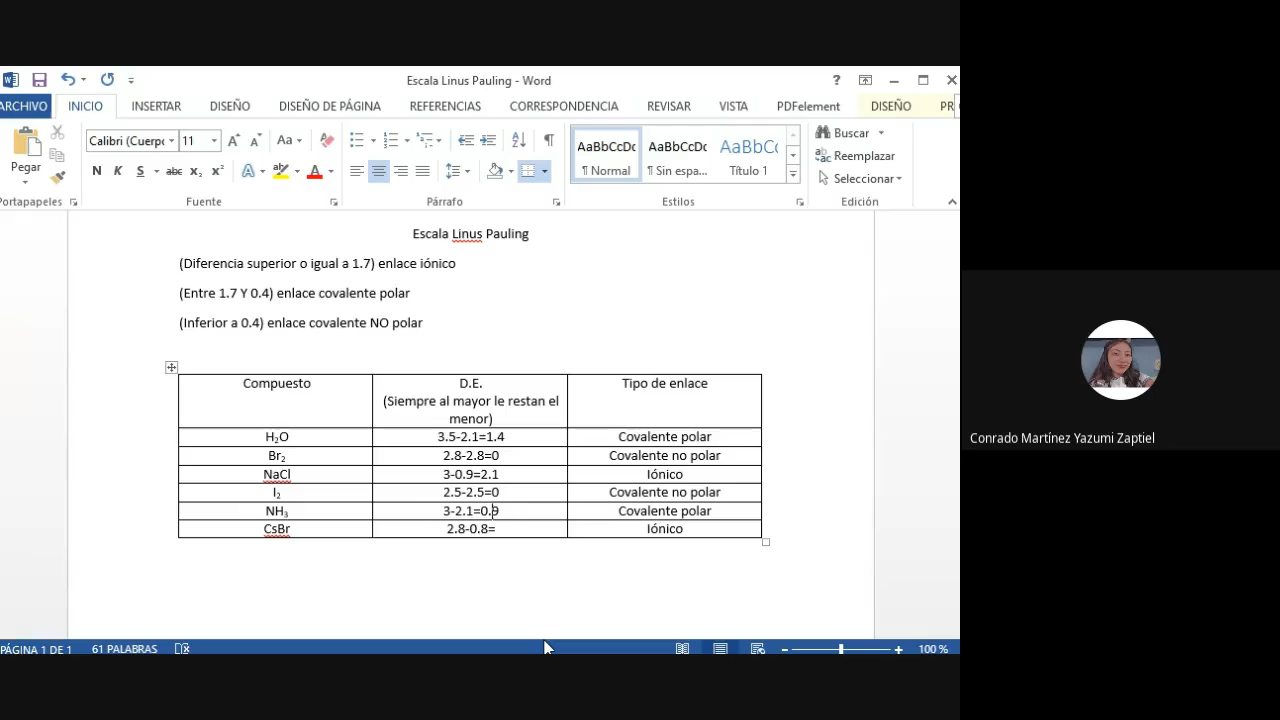 Escala Linus Pauling - Word
ARCHIVO INICIO INSERTAR DISEÑO DISEÑO DE PÁGINA REFERENCIAS CORRESPONDENCIA REVISAR VISTA PDFelement DISEÑO
Calibri (Cuerpo 11
Pegar
AaBbCcDc AaBbCcDc AaBbC
¶ Normal ¶ Sin espa... Título 1
Buscar
Reemplazar
Seleccionar
Portapapeles Fuente Párrafo Estilos Edición
Escala Linus Pauling
(Diferencia superior o igual a 1.7) enlace iónico
(Entre 1.7 Y 0.4) enlace covalente polar
(Inferior a 0.4) enlace covalente NO polar
Compuesto D.E. Tipo de enlace
(Siempre al mayor le restan el
menor)
H₂O 3.5-2.1=1.4 Covalente polar
Br₂ 2.8-2.8=0 Covalente no polar
NaCl 3-0.9=2.1 Iónico
I₂ 2.5-2.5=0 Covalente no polar
NH₃ 3-2.1=0.9 Covalente polar
CsBr 2.8-0.8= Iónico
Conrado Martínez Yazumi Zaptiel
PÁGINA 1 DE 1 61 PALABRAS 100 %